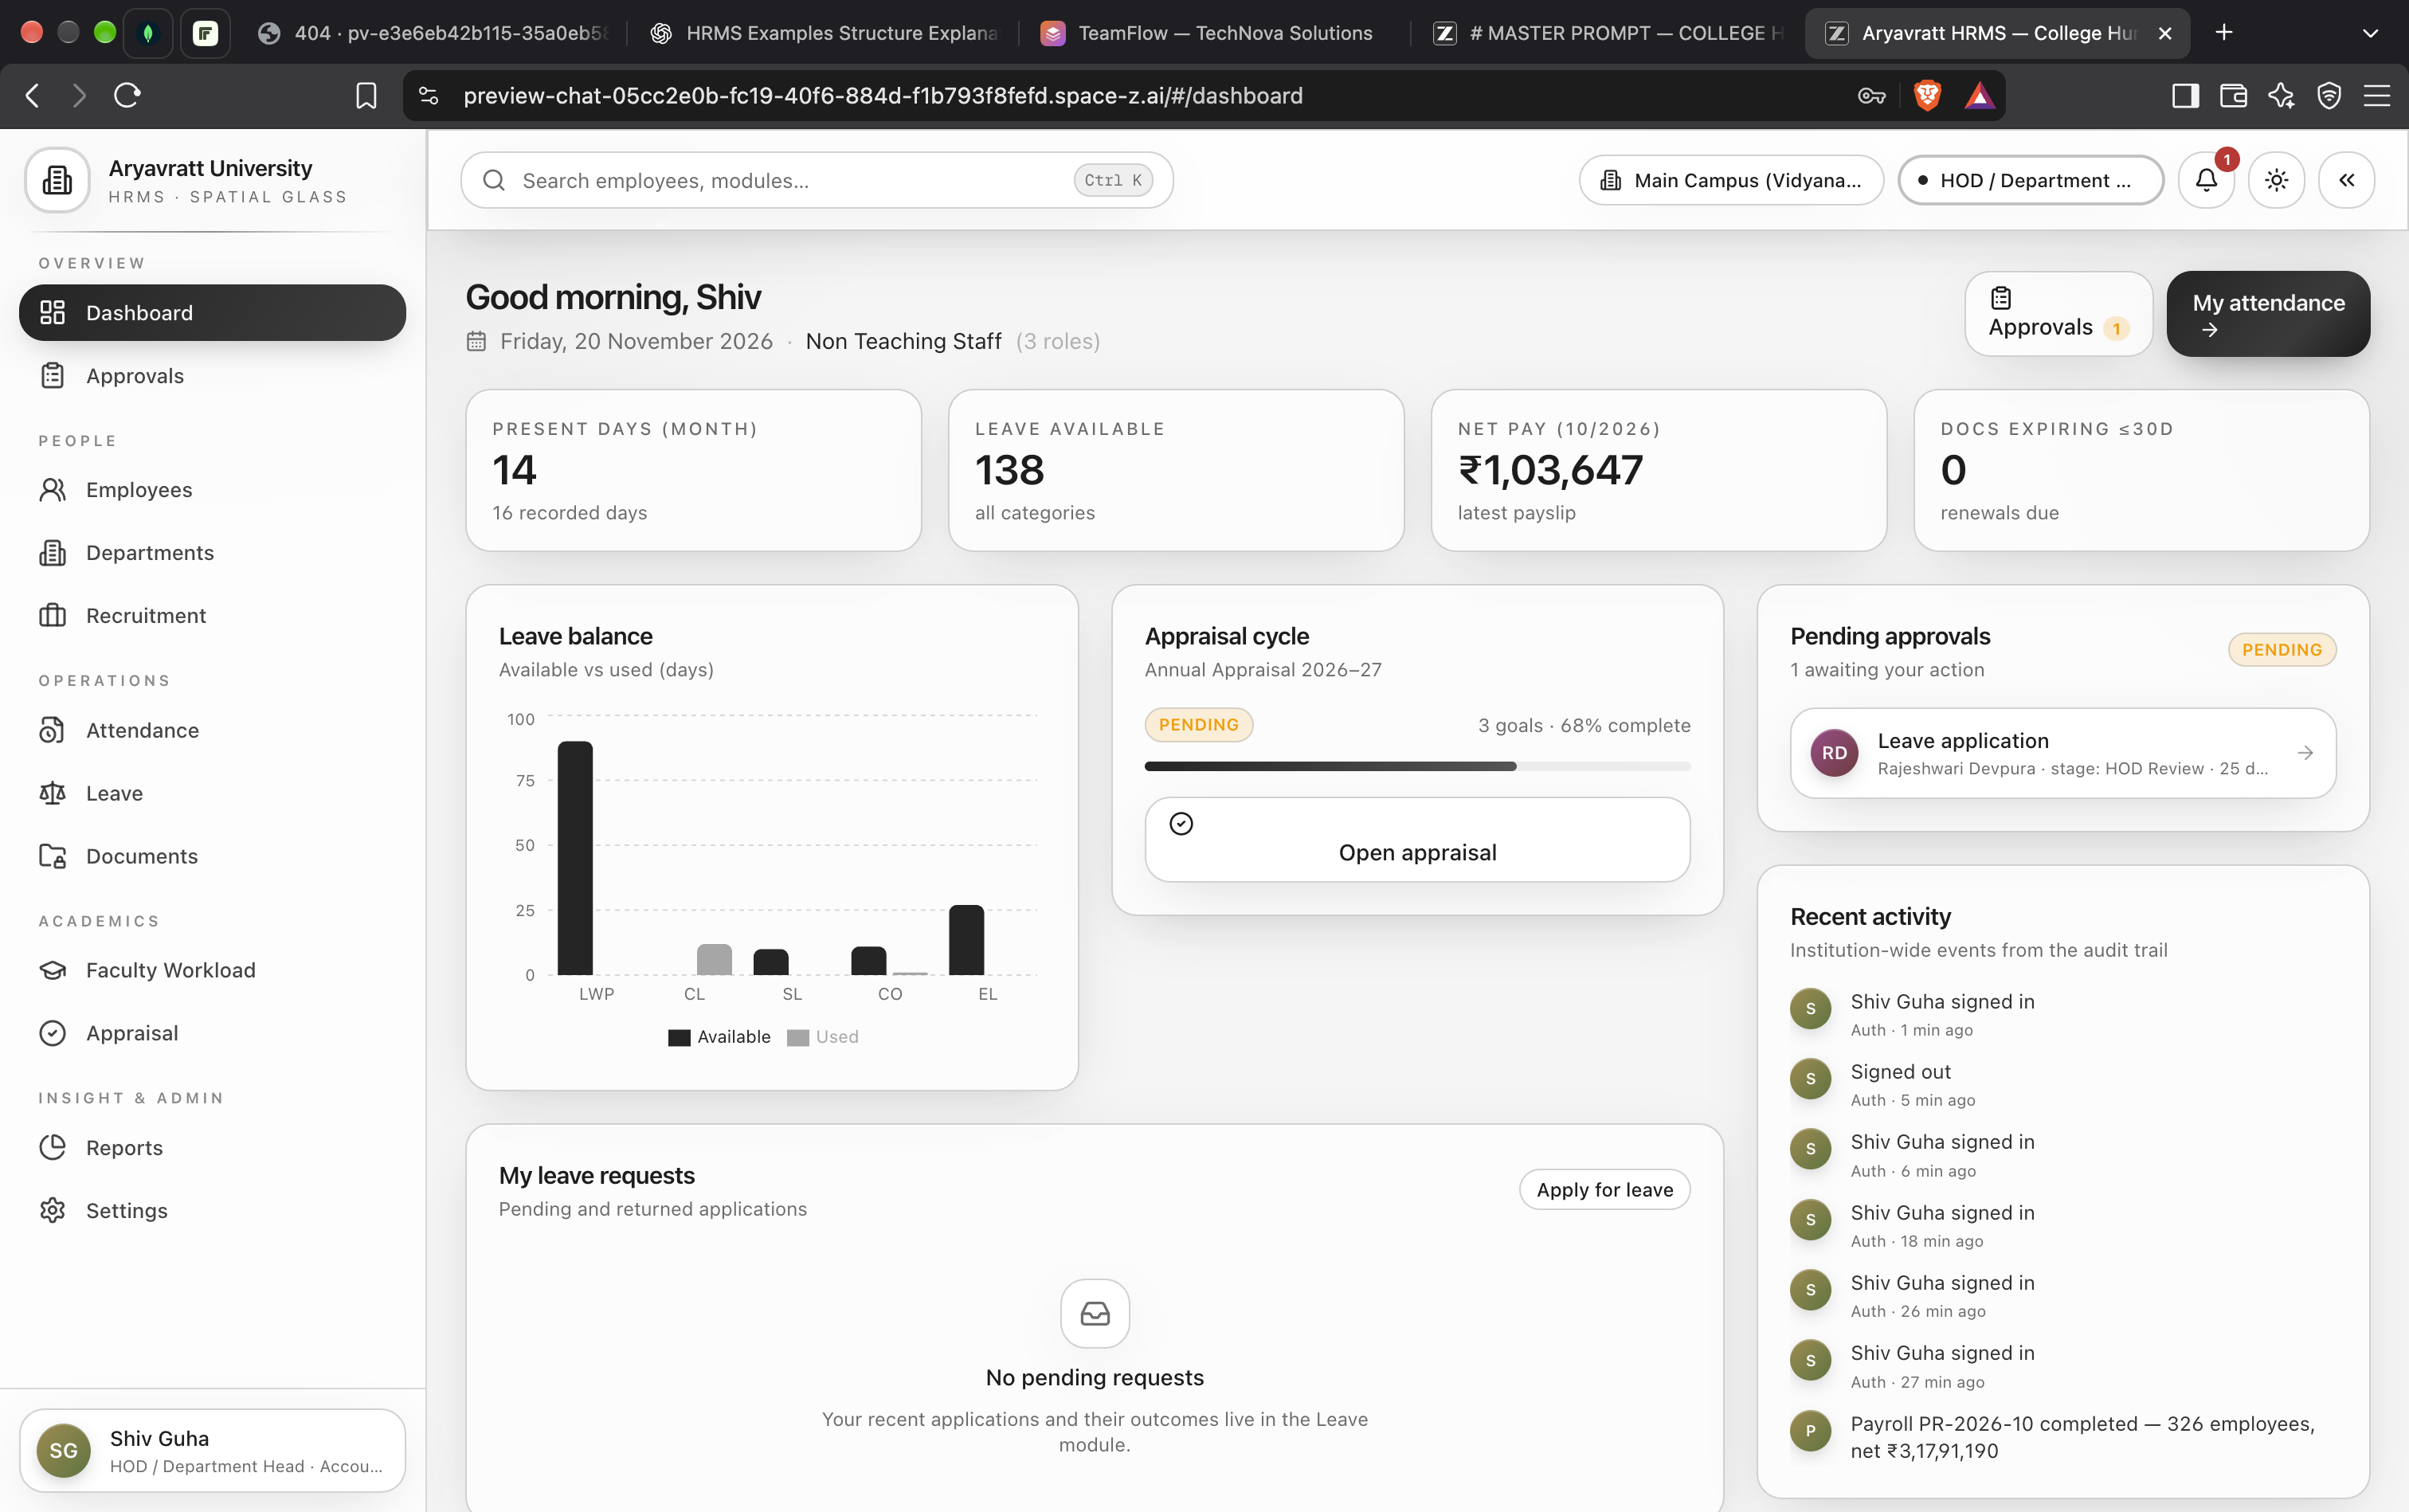 404 · pv-e3e6eb42b115-35a0eb58
HRMS Examples Structure Explana
TeamFlow — TechNova Solutions
# MASTER PROMPT — COLLEGE H
Aryavratt HRMS — College Hu
preview-chat-05cc2e0b-fc19-40f6-884d-f1b793f8fefd.space-z.ai/#/dashboard
Aryavratt University
HRMS · SPATIAL GLASS
Search employees, modules...
Ctrl K
Main Campus (Vidyana...
HOD / Department ...
1
OVERVIEW
Dashboard
Approvals
PEOPLE
Employees
Departments
Recruitment
OPERATIONS
Attendance
Leave
Documents
ACADEMICS
Faculty Workload
Appraisal
INSIGHT & ADMIN
Reports
Settings
SG
Shiv Guha
HOD / Department Head · Accou...
Good morning, Shiv
Friday, 20 November 2026 · Non Teaching Staff (3 roles)
Approvals 1
My attendance
PRESENT DAYS (MONTH)
14
16 recorded days
LEAVE AVAILABLE
138
all categories
NET PAY (10/2026)
₹1,03,647
latest payslip
DOCS EXPIRING ≤30D
0
renewals due
Leave balance
Available vs used (days)
100
75
50
25
0
LWP CL SL CO EL
Available Used
Appraisal cycle
Annual Appraisal 2026–27
PENDING
3 goals · 68% complete
Open appraisal
Pending approvals
1 awaiting your action
PENDING
RD
Leave application
Rajeshwari Devpura · stage: HOD Review · 25 d...
My leave requests
Pending and returned applications
Apply for leave
No pending requests
Your recent applications and their outcomes live in the Leave
module.
Recent activity
Institution-wide events from the audit trail
S
Shiv Guha signed in
Auth · 1 min ago
S
Signed out
Auth · 5 min ago
S
Shiv Guha signed in
Auth · 6 min ago
S
Shiv Guha signed in
Auth · 18 min ago
S
Shiv Guha signed in
Auth · 26 min ago
S
Shiv Guha signed in
Auth · 27 min ago
P
Payroll PR-2026-10 completed — 326 employees,
net ₹3,17,91,190